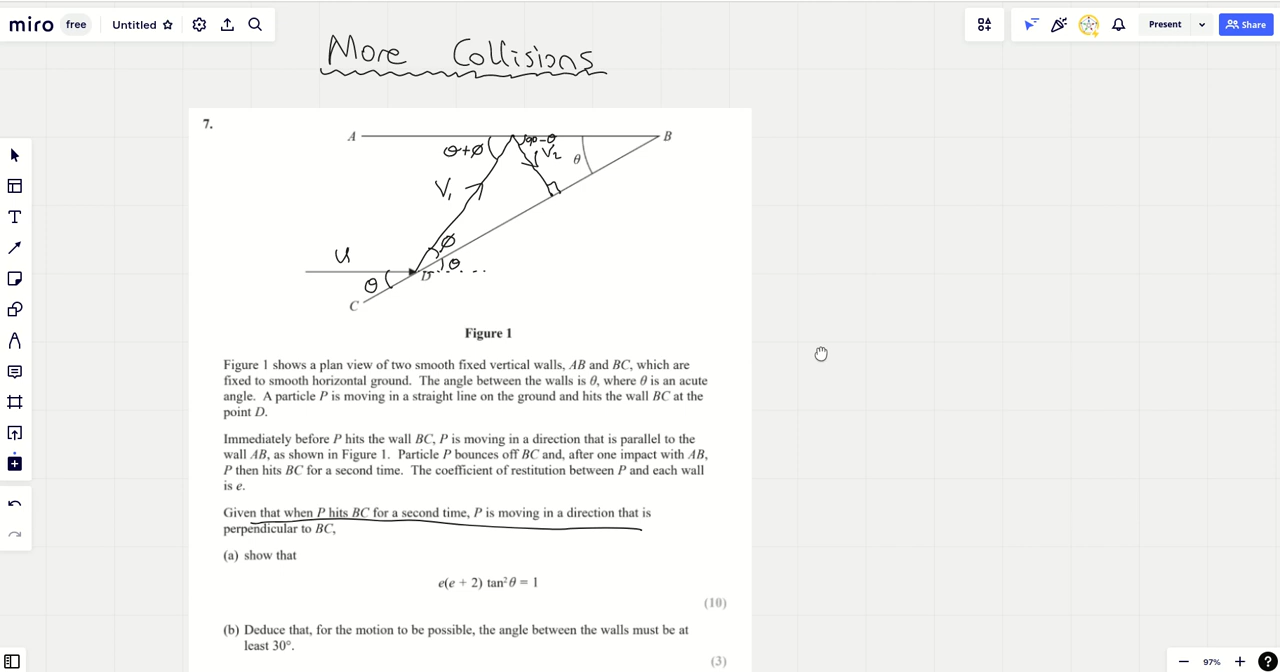 miro free Untitled Present Share
More Collisions
7.
A B
θ+φ 90-θ
V₂ θ
V₁
φ
u θ
θ D
C
Figure 1
Figure 1 shows a plan view of two smooth fixed vertical walls, AB and BC, which are
fixed to smooth horizontal ground. The angle between the walls is θ, where θ is an acute
angle. A particle P is moving in a straight line on the ground and hits the wall BC at the
point D.
Immediately before P hits the wall BC, P is moving in a direction that is parallel to the
wall AB, as shown in Figure 1. Particle P bounces off BC and, after one impact with AB,
P then hits BC for a second time. The coefficient of restitution between P and each wall
is e.
Given that when P hits BC for a second time, P is moving in a direction that is
perpendicular to BC,
(a) show that
e(e + 2) tan²θ = 1
(10)
(b) Deduce that, for the motion to be possible, the angle between the walls must be at
least 30°.
(3)
97%